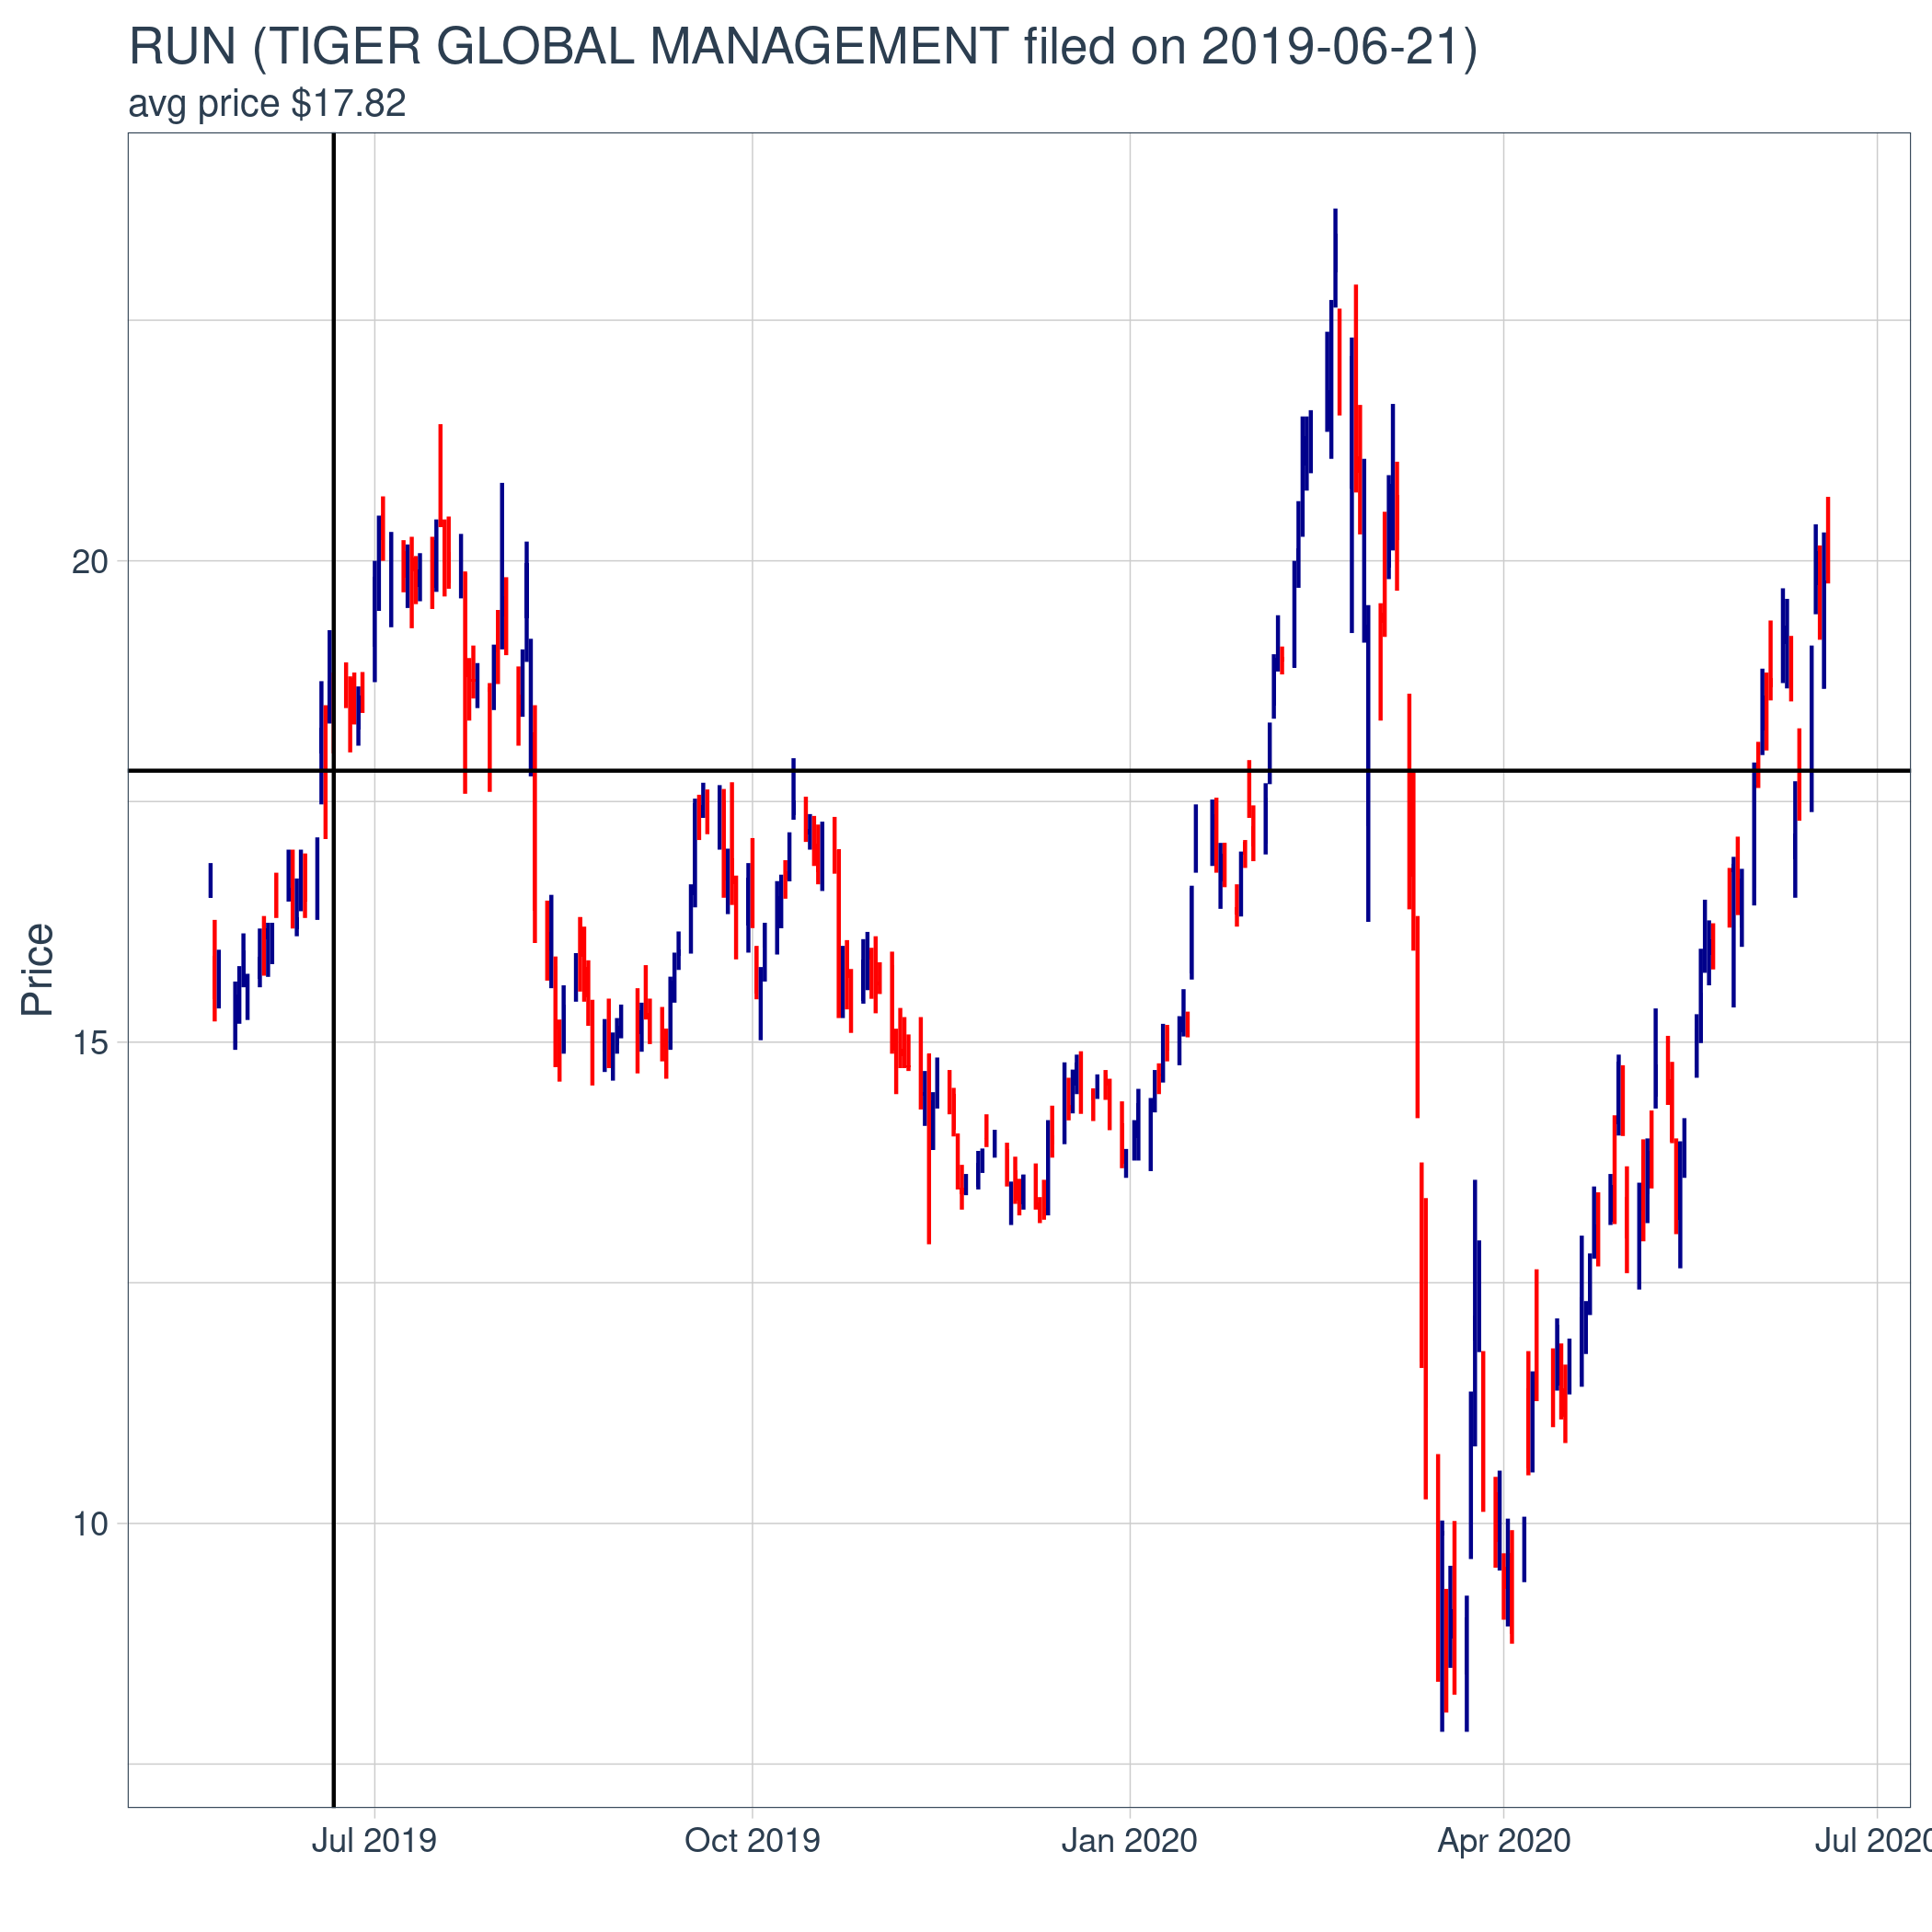 RUN (TIGER GLOBAL MANAGEMENT filed on 2019-06-21)
avg price $17.82
Price
20
15
10
Jul 2019
Oct 2019
Jan 2020
Apr 2020
Jul 2020